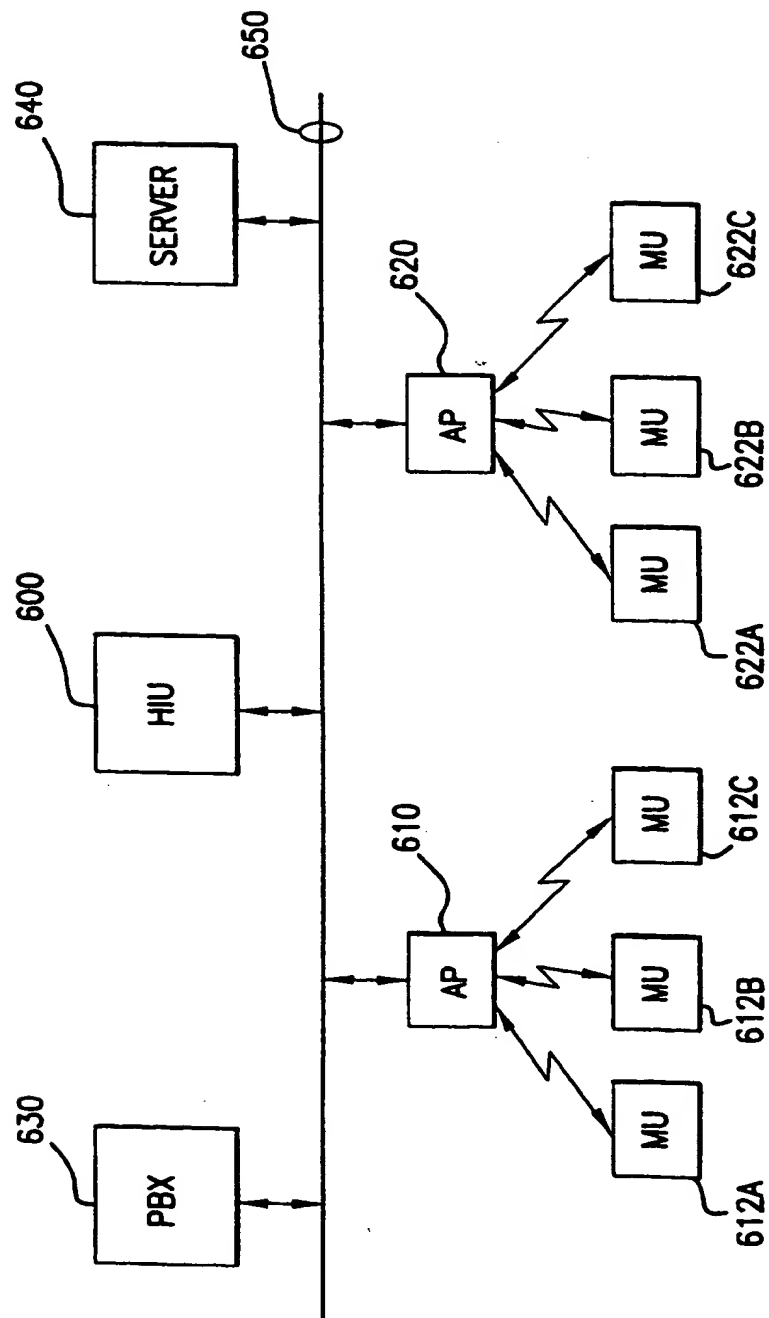 630
600
640
PBX
HIU
SERVER
650
610
620
AP
AP
MU
MU
MU
MU
MU
MU
612A
612B
612C
622A
622B
622C